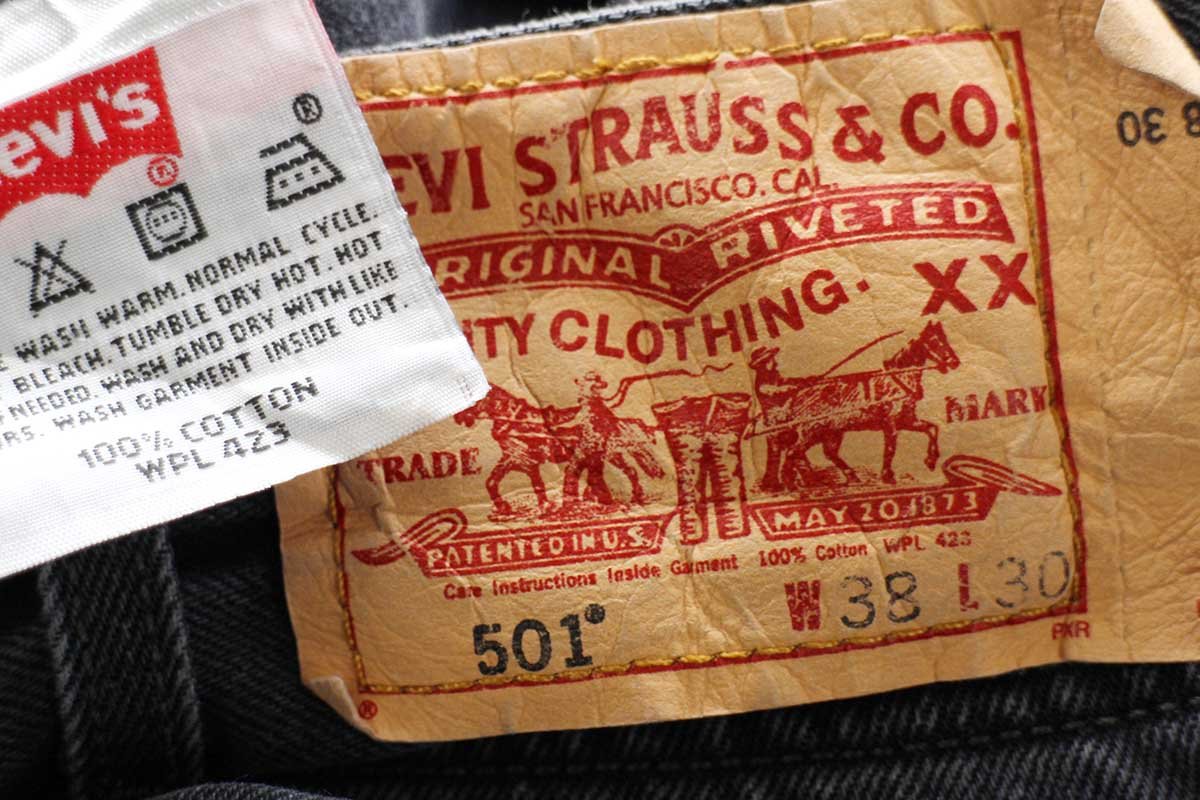 evi's
®
®
WASH WARM. NORMAL CYCLE.
BLEACH. TUMBLE DRY HOT. HOT
NEEDED. WASH AND DRY WITH LIKE
RS. WASH GARMENT INSIDE OUT.
100% COTTON
WPL 423
EVI STRAUSS & CO.
SAN FRANCISCO. CAL.
RIGINAL RIVETED
ITY CLOTHING. XX
TRADE MARK
PATENTED IN U.S. MAY 20 1873
Care Instructions Inside Garment 100% Cotton WPL 423
501® W 38 L 30
PXR
®
30